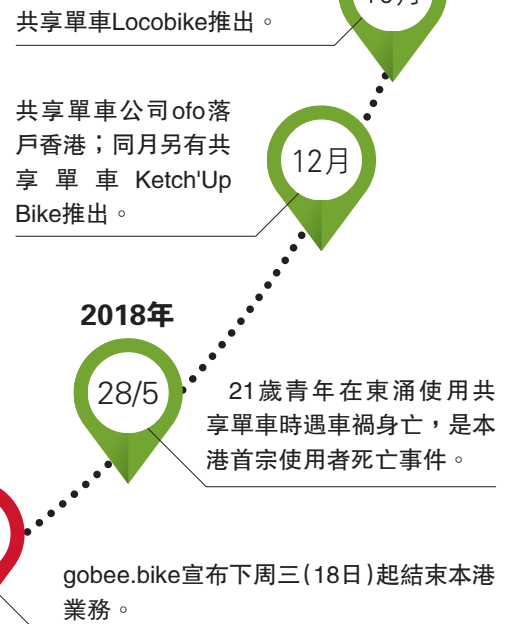 共享單車Locobike推出。
共享單車公司ofo落
戶香港；同月另有共
享單車Ketch'Up
Bike推出。
12月
2018年
28/5
21歲青年在東涌使用共
享單車時遇車禍身亡，是本
港首宗使用者死亡事件。
gobee.bike宣布下周三(18日)起結束本港
業務。